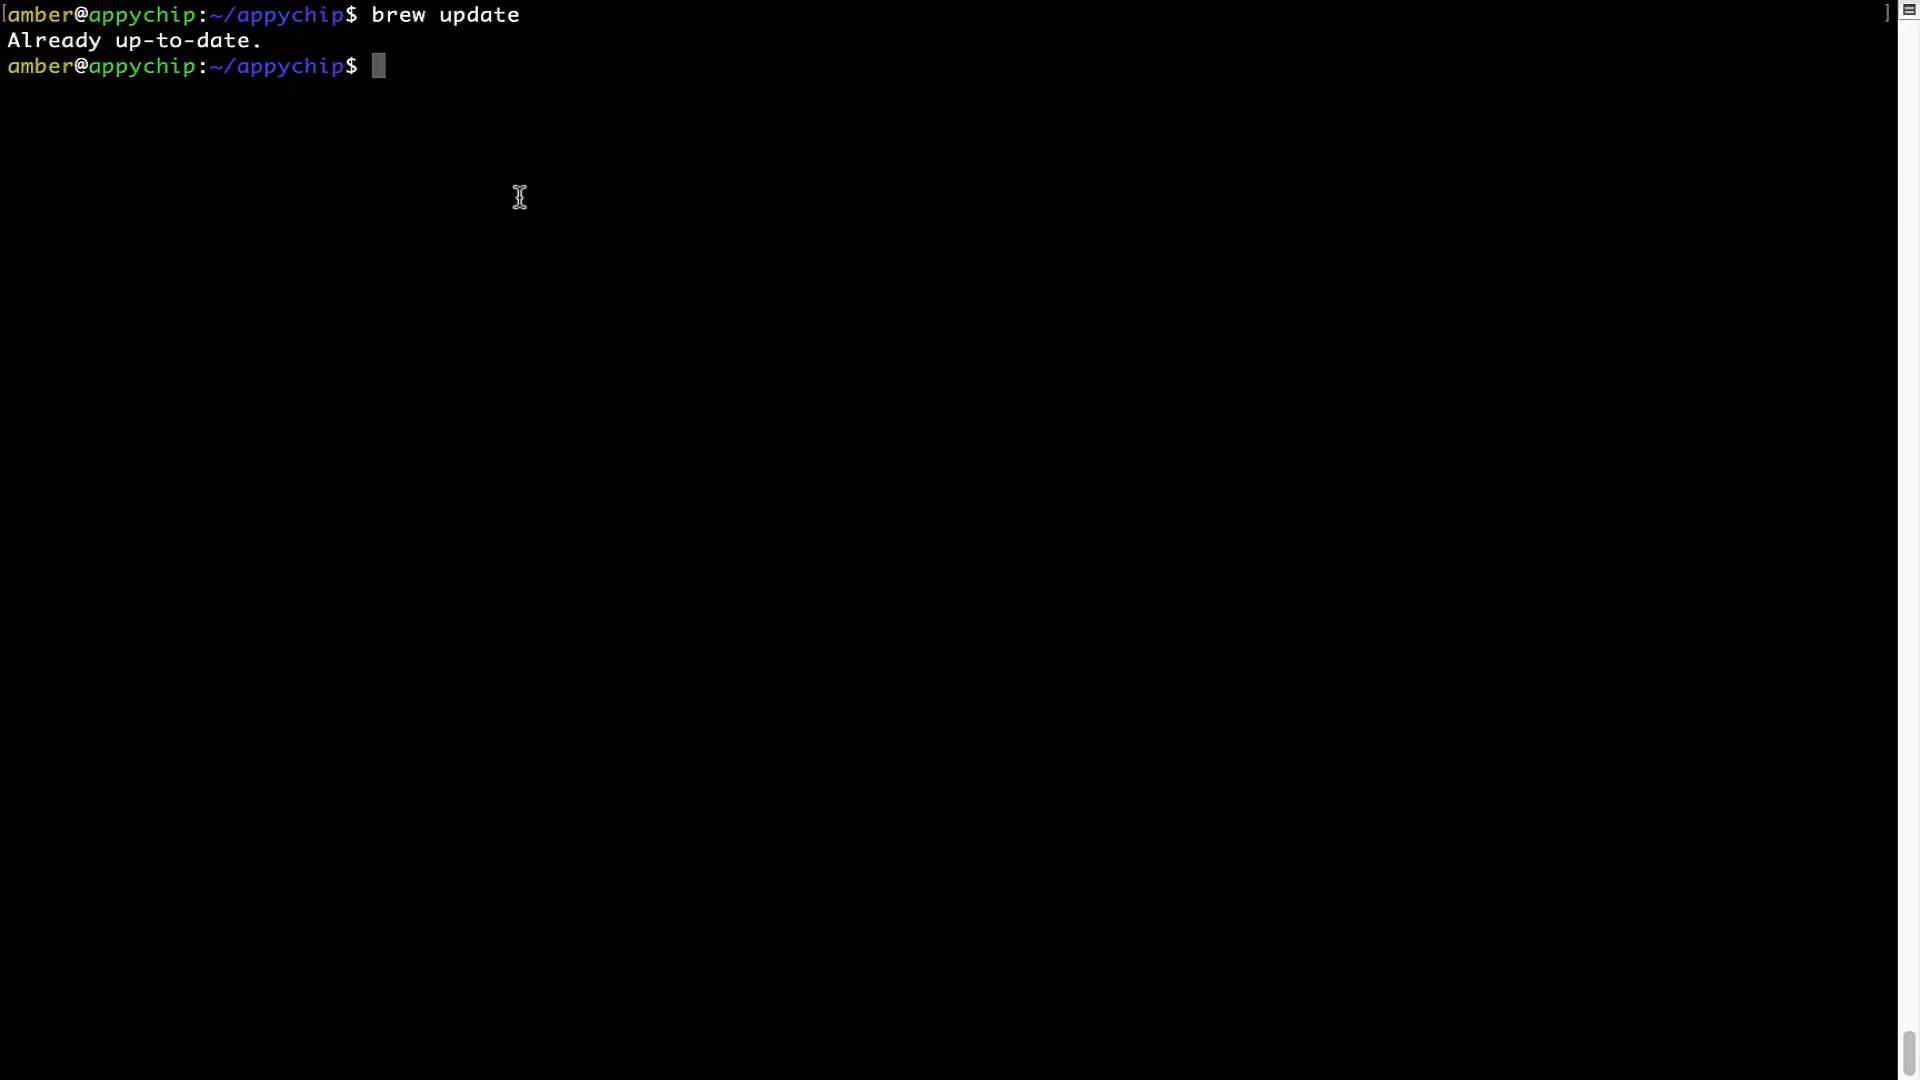 [amber@appychip:~/appychip$ brew update ]
Already up-to-date.
amber@appychip:~/appychip$